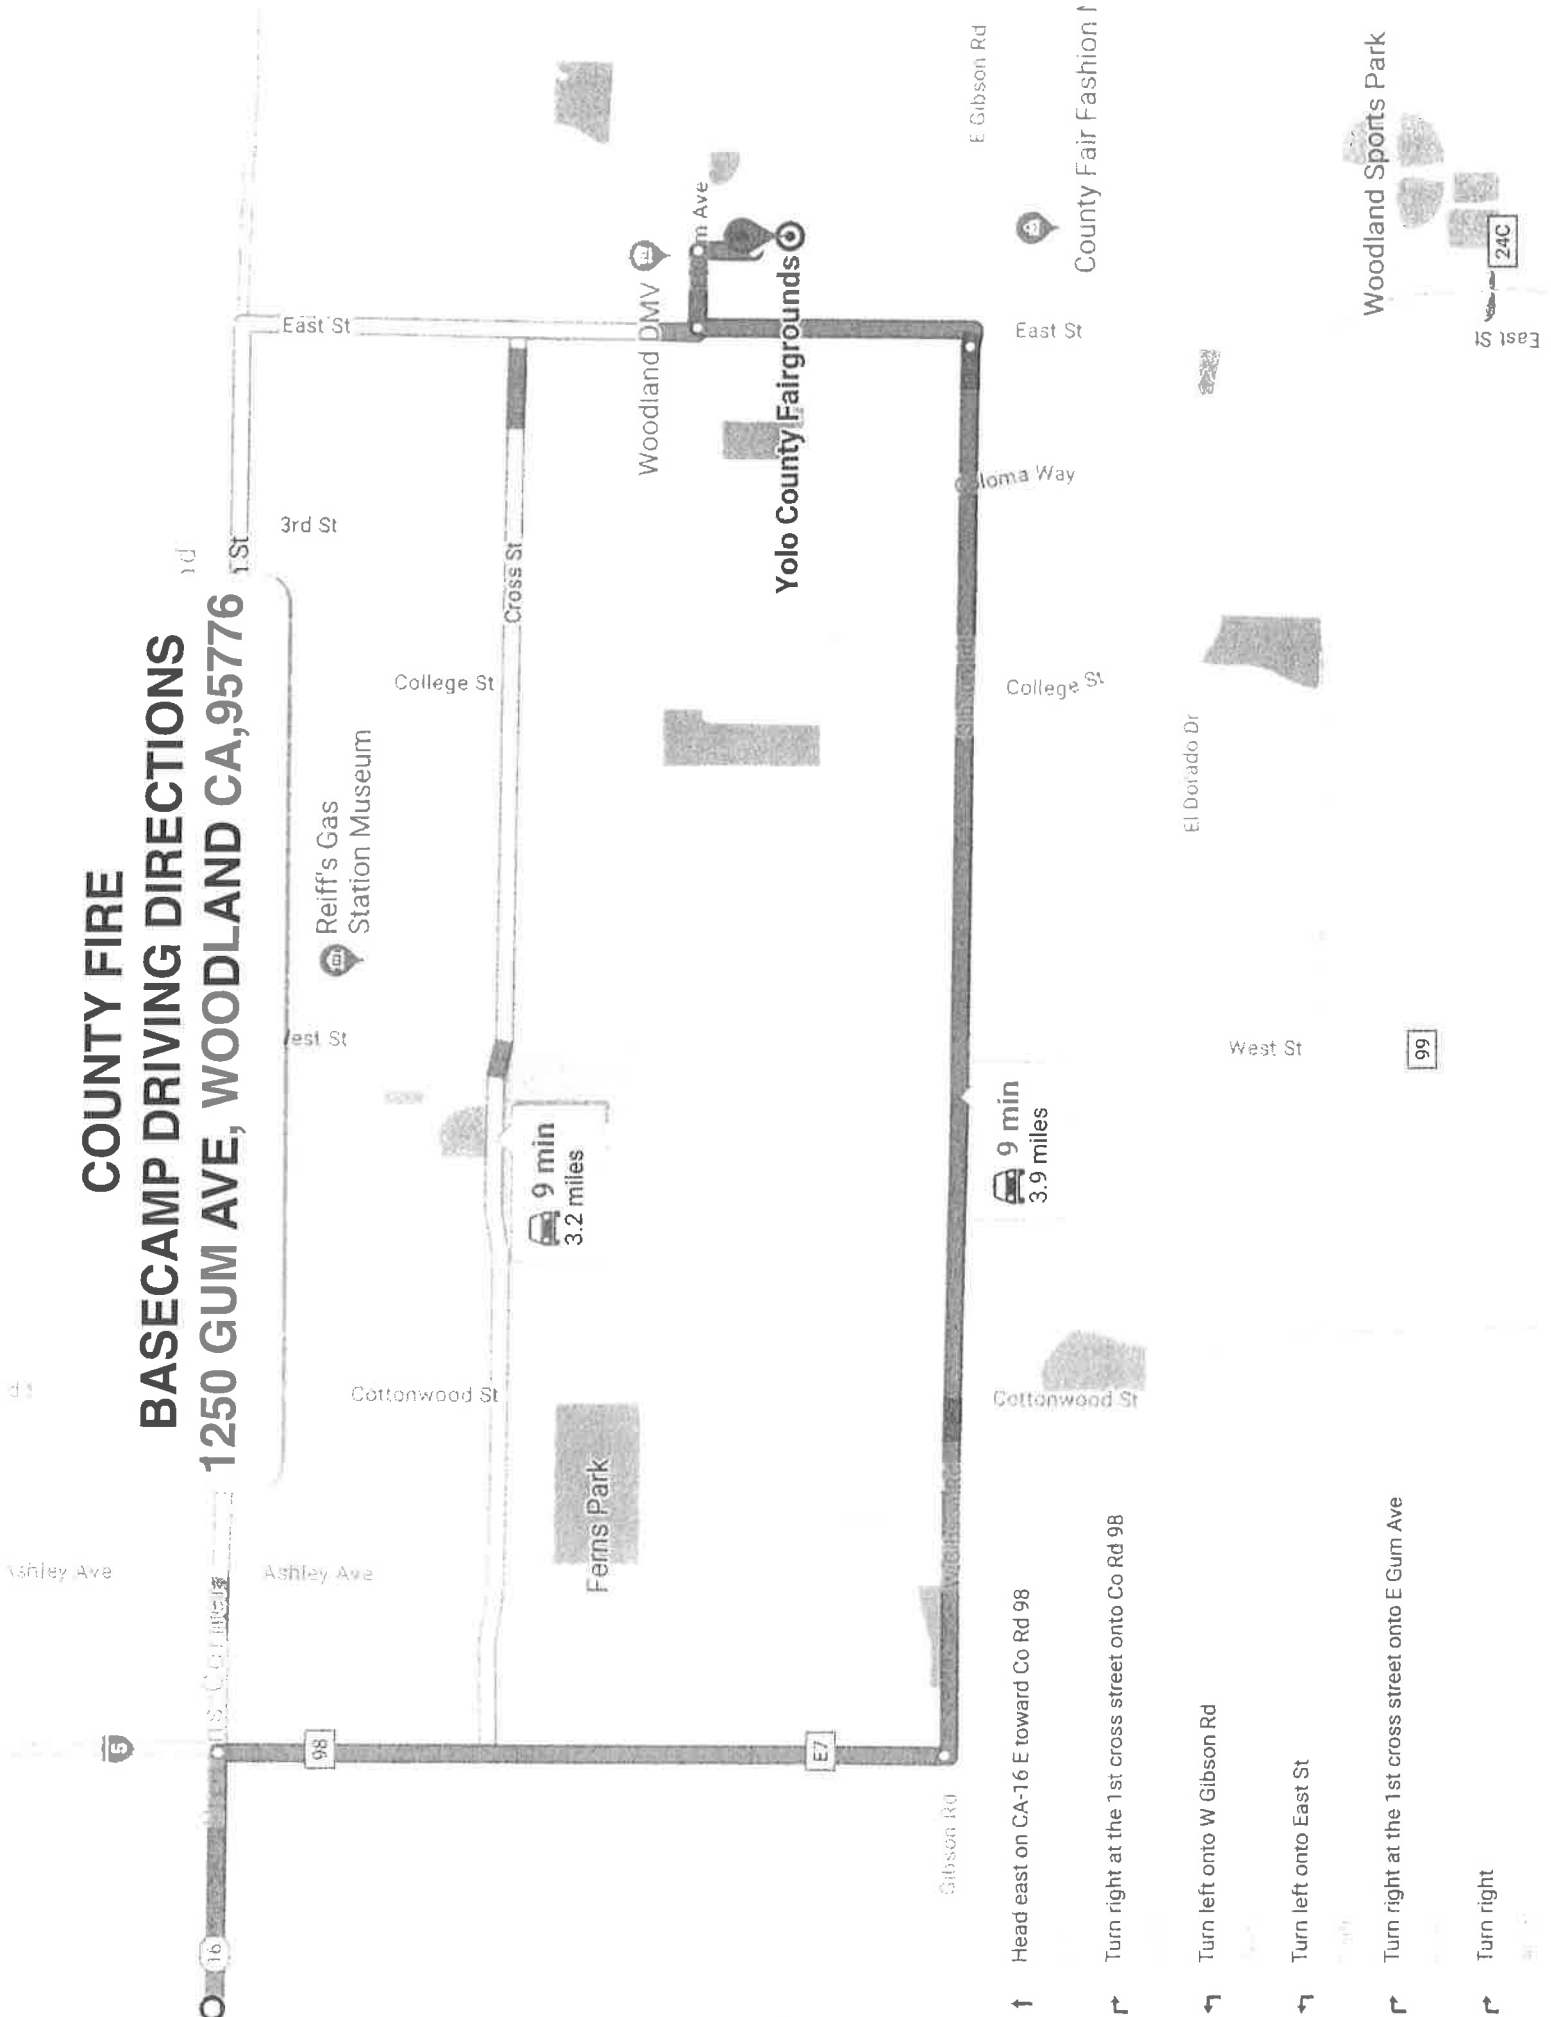 COUNTY FIRE
BASECAMP DRIVING DIRECTIONS
1250 GUM AVE, WOODLAND CA,95776
5
16
98
E7
Ashley Ave
Ashley Ave
Cottonwood St
Reiff's Gas
Station Museum
College St
3rd St
East St
Cross St
Ferns Park
9 min
3.2 miles
Woodland DMV
Yolo County Fairgrounds
Gibson Rd
9 min
3.9 miles
Cottonwood St
West St
College St
El Dorado Dr
Way
East St
E Gibson Rd
County Fair Fashion
Woodland Sports Park
99
24C
East St
Head east on CA-16 E toward Co Rd 98
Turn right at the 1st cross street onto Co Rd 98
Turn left onto W Gibson Rd
Turn left onto East St
Turn right at the 1st cross street onto E Gum Ave
Turn right